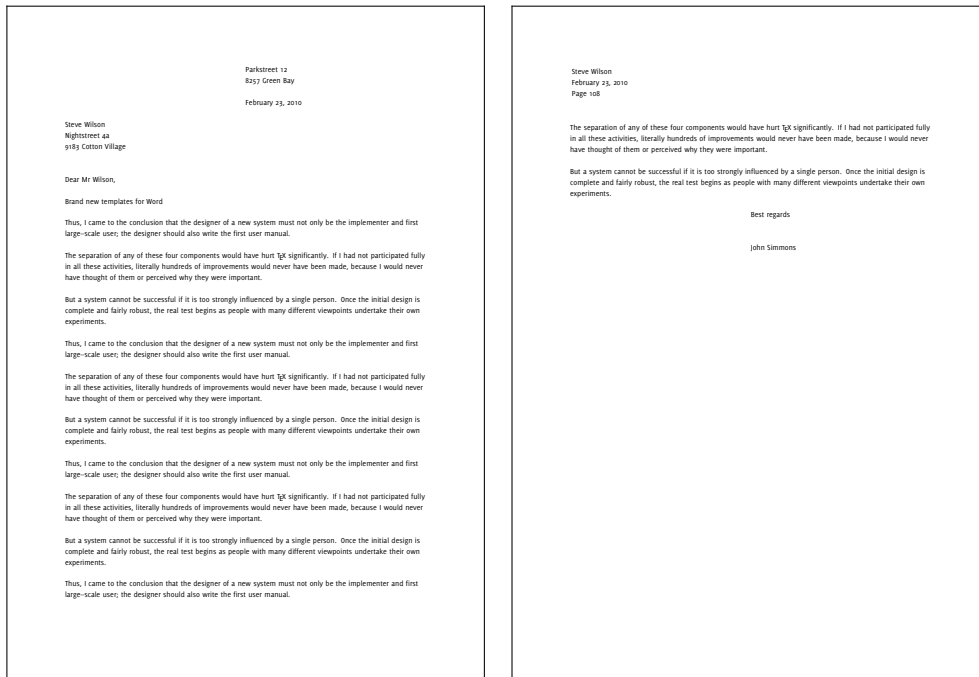 Parkstreet 12
8257 Green Bay
February 23, 2010
Steve Wilson
Nightstreet 4a
9183 Cotton Village
Dear Mr Wilson,
Brand new templates for Word
Thus, I came to the conclusion that the designer of a new system must not only be the implementer and first
large-scale user; the designer should also write the first user manual.
The separation of any of these four components would have hurt TEX significantly. If I had not participated fully
in all these activities, literally hundreds of improvements would never have been made, because I would never
have thought of them or perceived why they were important.
But a system cannot be successful if it is too strongly influenced by a single person. Once the initial design is
complete and fairly robust, the real test begins as people with many different viewpoints undertake their own
experiments.
Thus, I came to the conclusion that the designer of a new system must not only be the implementer and first
large-scale user; the designer should also write the first user manual.
The separation of any of these four components would have hurt TEX significantly. If I had not participated fully
in all these activities, literally hundreds of improvements would never have been made, because I would never
have thought of them or perceived why they were important.
But a system cannot be successful if it is too strongly influenced by a single person. Once the initial design is
complete and fairly robust, the real test begins as people with many different viewpoints undertake their own
experiments.
Thus, I came to the conclusion that the designer of a new system must not only be the implementer and first
large-scale user; the designer should also write the first user manual.
The separation of any of these four components would have hurt TEX significantly. If I had not participated fully
in all these activities, literally hundreds of improvements would never have been made, because I would never
have thought of them or perceived why they were important.
But a system cannot be successful if it is too strongly influenced by a single person. Once the initial design is
complete and fairly robust, the real test begins as people with many different viewpoints undertake their own
experiments.
Thus, I came to the conclusion that the designer of a new system must not only be the implementer and first
large-scale user; the designer should also write the first user manual.
Steve Wilson
February 23, 2010
Page 108
The separation of any of these four components would have hurt TEX significantly. If I had not participated fully
in all these activities, literally hundreds of improvements would never have been made, because I would never
have thought of them or perceived why they were important.
But a system cannot be successful if it is too strongly influenced by a single person. Once the initial design is
complete and fairly robust, the real test begins as people with many different viewpoints undertake their own
experiments.
Best regards
John Simmons